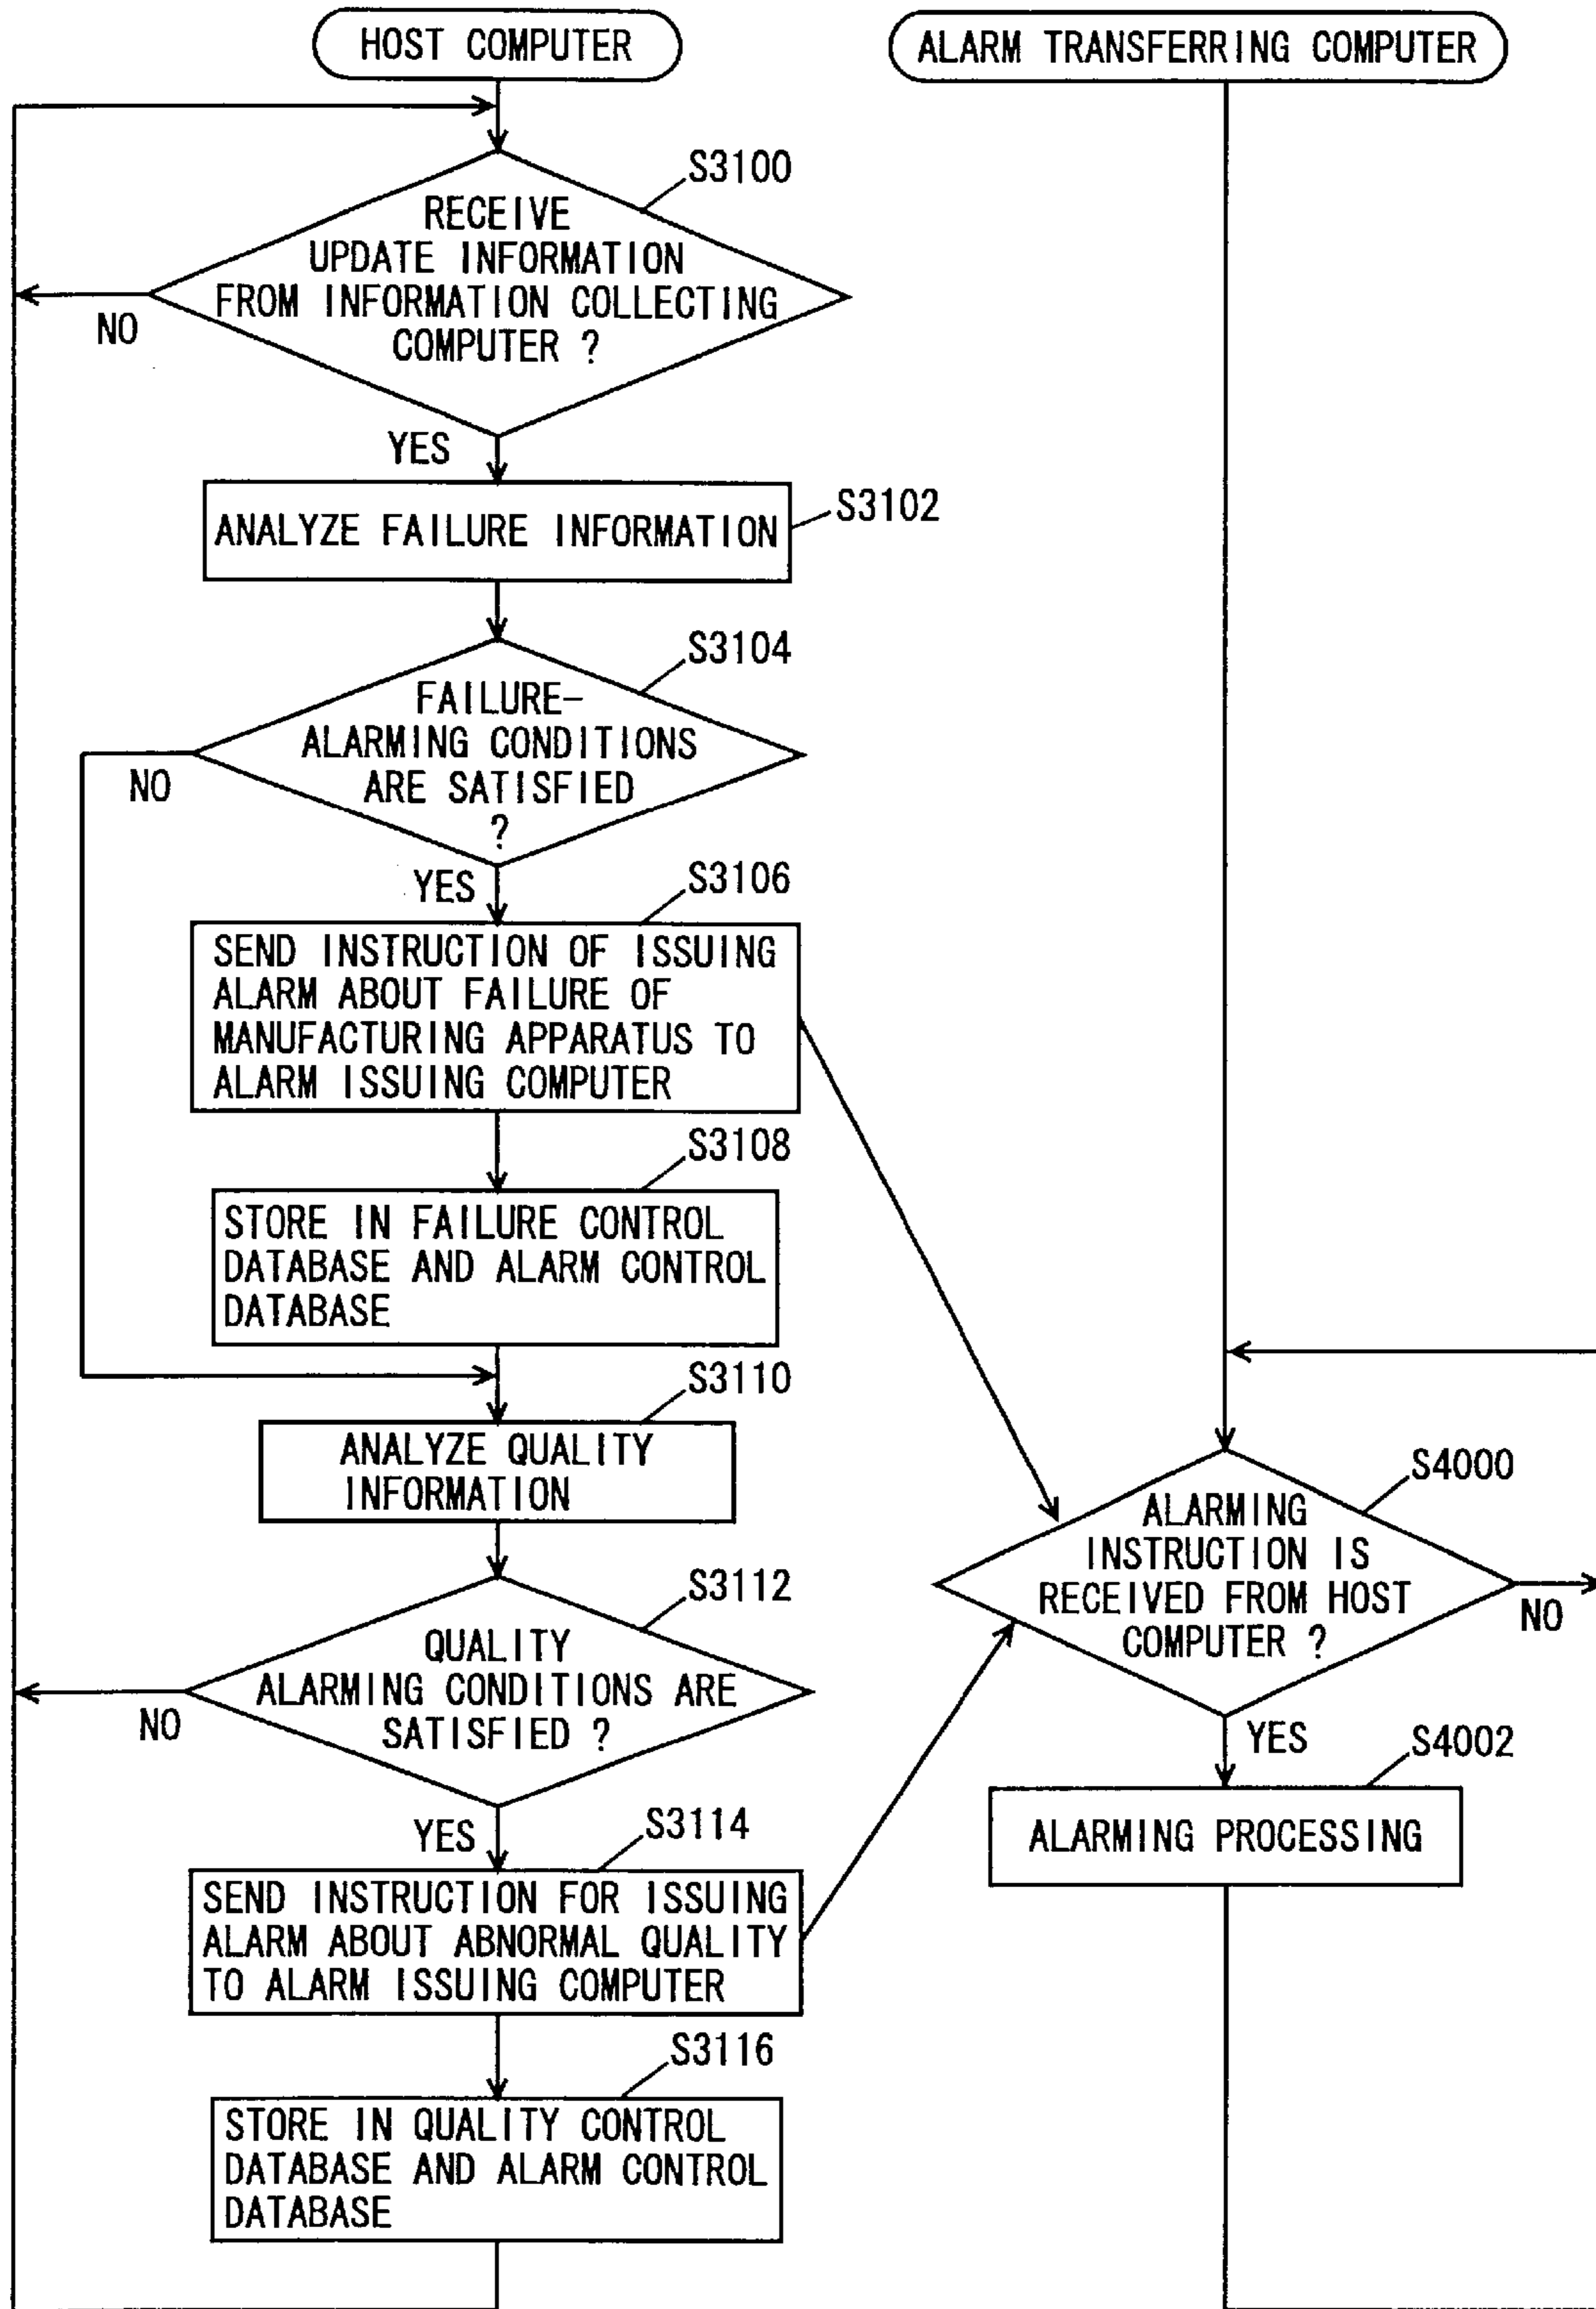 HOST COMPUTER
ALARM TRANSFERRING COMPUTER
S3100
RECEIVE
UPDATE INFORMATION
FROM INFORMATION COLLECTING
COMPUTER ?
NO
YES
S3102
ANALYZE FAILURE INFORMATION
S3104
FAILURE-
ALARMING CONDITIONS
ARE SATISFIED
?
NO
YES
S3106
SEND INSTRUCTION OF ISSUING
ALARM ABOUT FAILURE OF
MANUFACTURING APPARATUS TO
ALARM ISSUING COMPUTER
S3108
STORE IN FAILURE CONTROL
DATABASE AND ALARM CONTROL
DATABASE
S3110
ANALYZE QUALITY
INFORMATION
S3112
QUALITY
ALARMING CONDITIONS ARE
SATISFIED ?
NO
YES
S3114
SEND INSTRUCTION FOR ISSUING
ALARM ABOUT ABNORMAL QUALITY
TO ALARM ISSUING COMPUTER
S3116
STORE IN QUALITY CONTROL
DATABASE AND ALARM CONTROL
DATABASE
S4000
ALARMING
INSTRUCTION IS
RECEIVED FROM HOST
COMPUTER ?
NO
YES
S4002
ALARMING PROCESSING